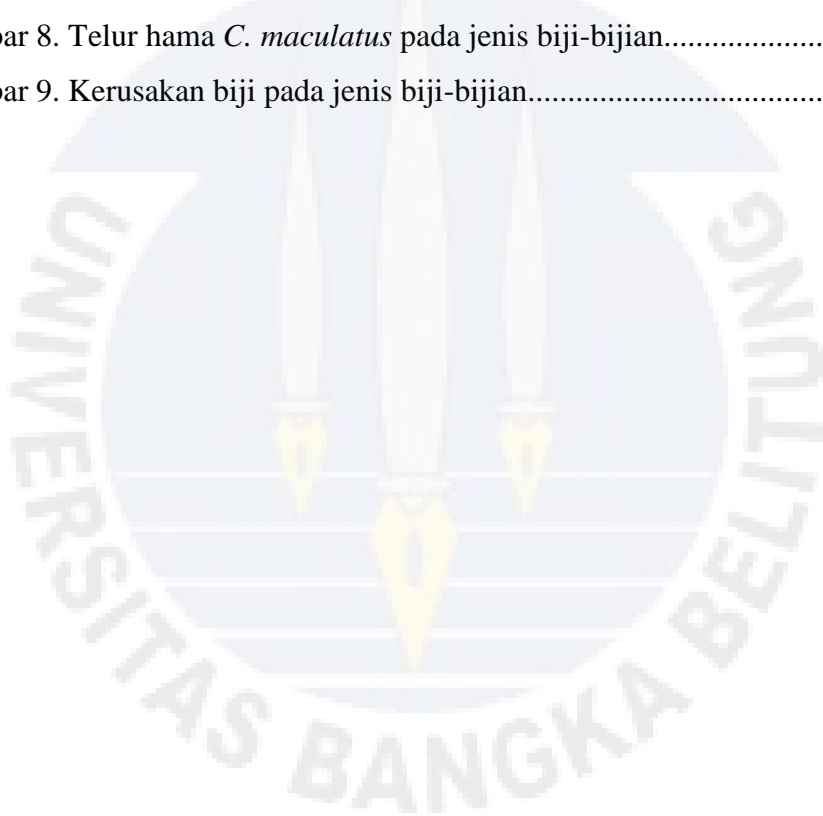 bar 8. Telur hama C. maculatus pada jenis biji-bijian....................
bar 9. Kerusakan biji pada jenis biji-bijian.....................................
UNIVERSITAS BANGKA BELITUNG